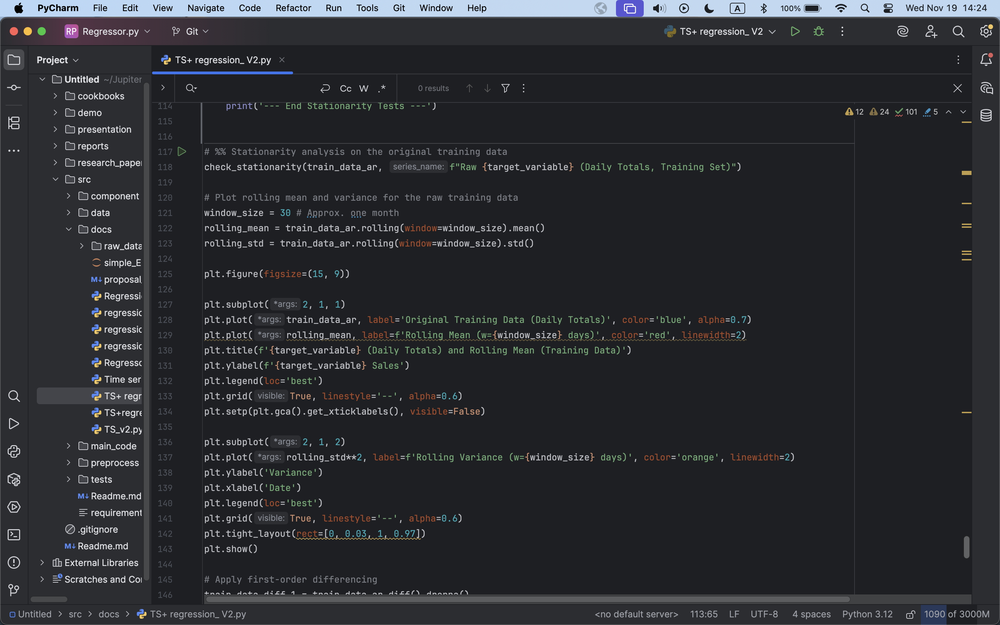 PyCharm File Edit View Navigate Code Refactor Run Tools Git Window Help A 100% Wed Nov 19 14:24
RP Regressor.py Git TS+ regression_ V2
Project
TS+ regression_ V2.py
Untitled ~/Jupiter
cookbooks
demo
presentation
reports
research_paper
src
component
data
docs
raw_data
simple_E
proposal_
Regressi
regressic
regressic
regressic
Regressc
Time ser
TS+ regr
TS+regre
TS_v2.py
main_code
preprocess
tests
Readme.md
requirement
.gitignore
Readme.md
External Libraries
Scratches and Co
Cc W .* 0 results
12 24 101 5
114 print('--- End Stationarity Tests ---')
115
116
117 # %% Stationarity analysis on the original training data
118 check_stationarity(train_data_ar, series_name: f"Raw {target_variable} (Daily Totals, Training Set)")
119
120 # Plot rolling mean and variance for the raw training data
121 window_size = 30 # Approx. one month
122 rolling_mean = train_data_ar.rolling(window=window_size).mean()
123 rolling_std = train_data_ar.rolling(window=window_size).std()
124
125 plt.figure(figsize=(15, 9))
126
127 plt.subplot( *args: 2, 1, 1)
128 plt.plot( *args: train_data_ar, label='Original Training Data (Daily Totals)', color='blue', alpha=0.7)
129 plt.plot( *args: rolling_mean, label=f'Rolling Mean (w={window_size} days)', color='red', linewidth=2)
130 plt.title(f'{target_variable} (Daily Totals) and Rolling Mean (Training Data)')
131 plt.ylabel(f'{target_variable} Sales')
132 plt.legend(loc='best')
133 plt.grid( visible: True, linestyle='--', alpha=0.6)
134 plt.setp(plt.gca().get_xticklabels(), visible=False)
135
136 plt.subplot( *args: 2, 1, 2)
137 plt.plot( *args: rolling_std**2, label=f'Rolling Variance (w={window_size} days)', color='orange', linewidth=2)
138 plt.ylabel('Variance')
139 plt.xlabel('Date')
140 plt.legend(loc='best')
141 plt.grid( visible: True, linestyle='--', alpha=0.6)
142 plt.tight_layout(rect=[0, 0.03, 1, 0.97])
143 plt.show()
144
145 # Apply first-order differencing
146 train_data_diff_1 = train_data_ar.diff().dropna()
Untitled > src > docs > TS+ regression_ V2.py <no default server> 113:65 LF UTF-8 4 spaces Python 3.12 1090 of 3000M